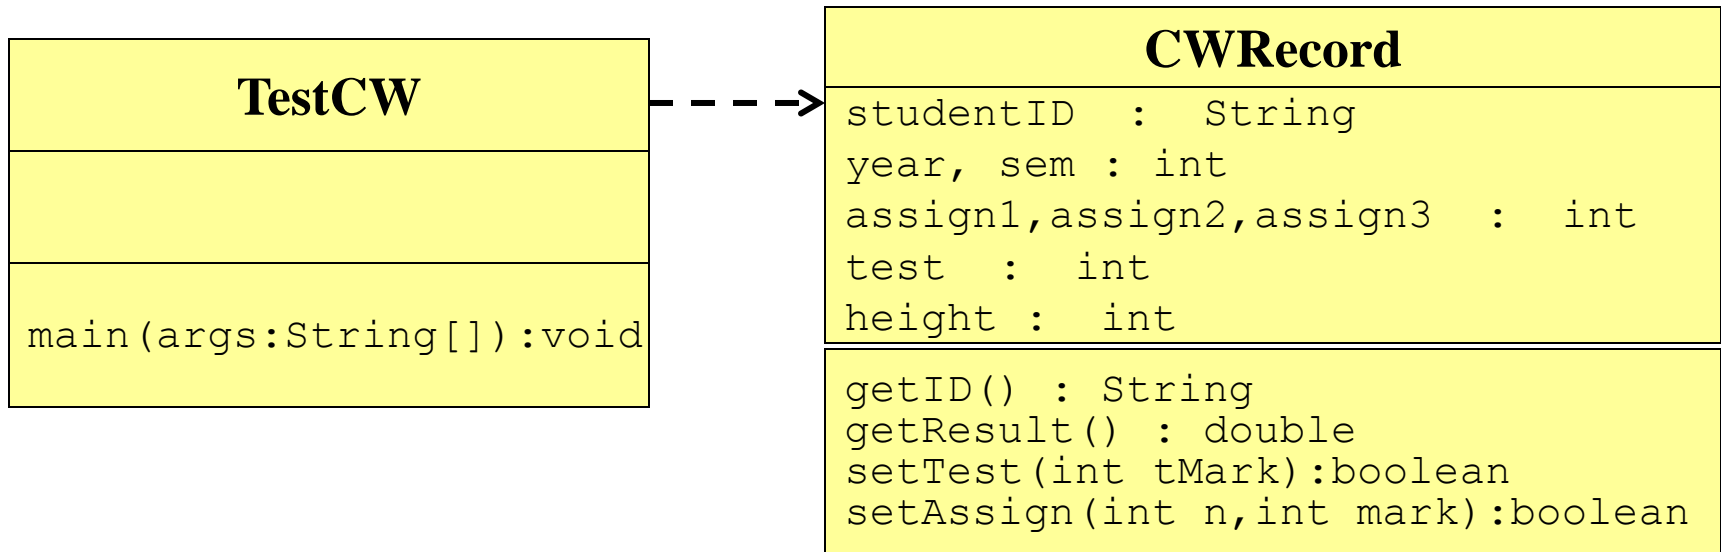 TestCW
main(args:String[]):void
CWRecord
studentID : String
year, sem : int
assign1,assign2,assign3 : int
test : int
height : int
getID() : String
getResult() : double
setTest(int tMark):boolean
setAssign(int n,int mark):boolean